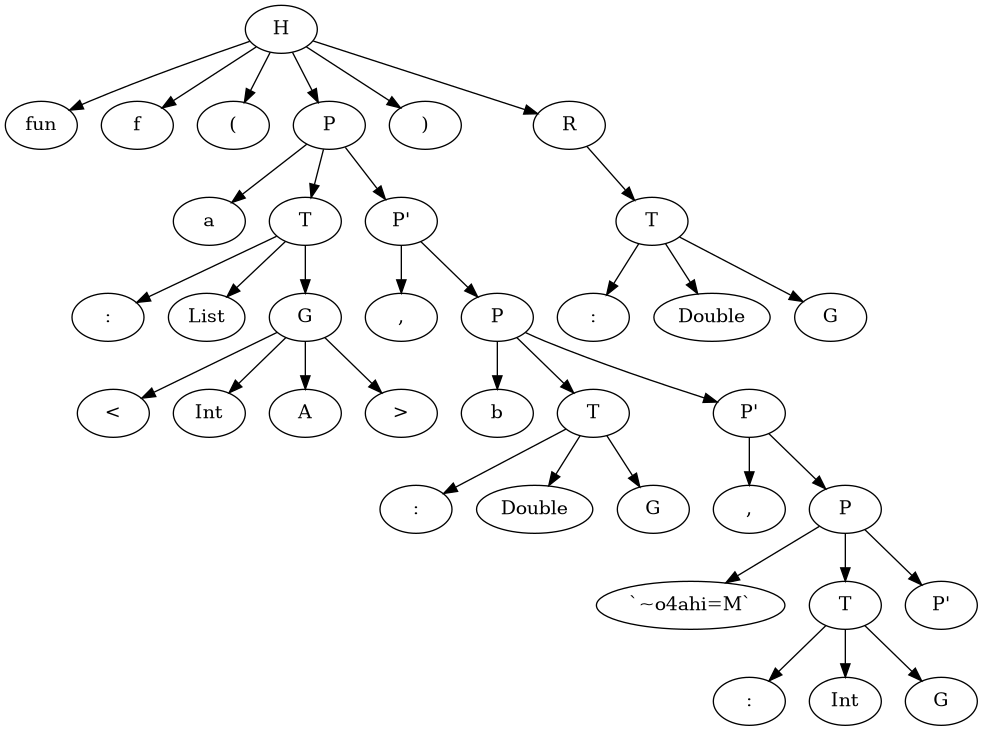 H
fun f ( P ) R
a T P' T
: List G , P : Double G
< Int A > b T P'
: Double G , P
`~o4ahi=M` T P'
: Int G